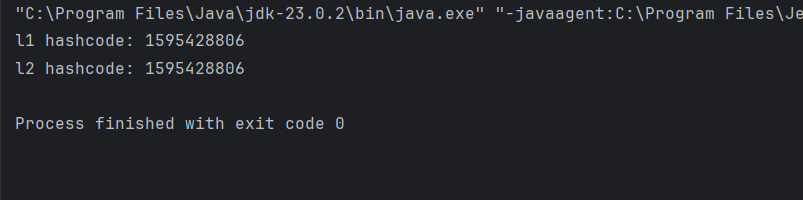 "C:\Program Files\Java\jdk-23.0.2\bin\java.exe" "-javaagent:C:\Program Files\Je
l1 hashcode: 1595428806
l2 hashcode: 1595428806
Process finished with exit code 0